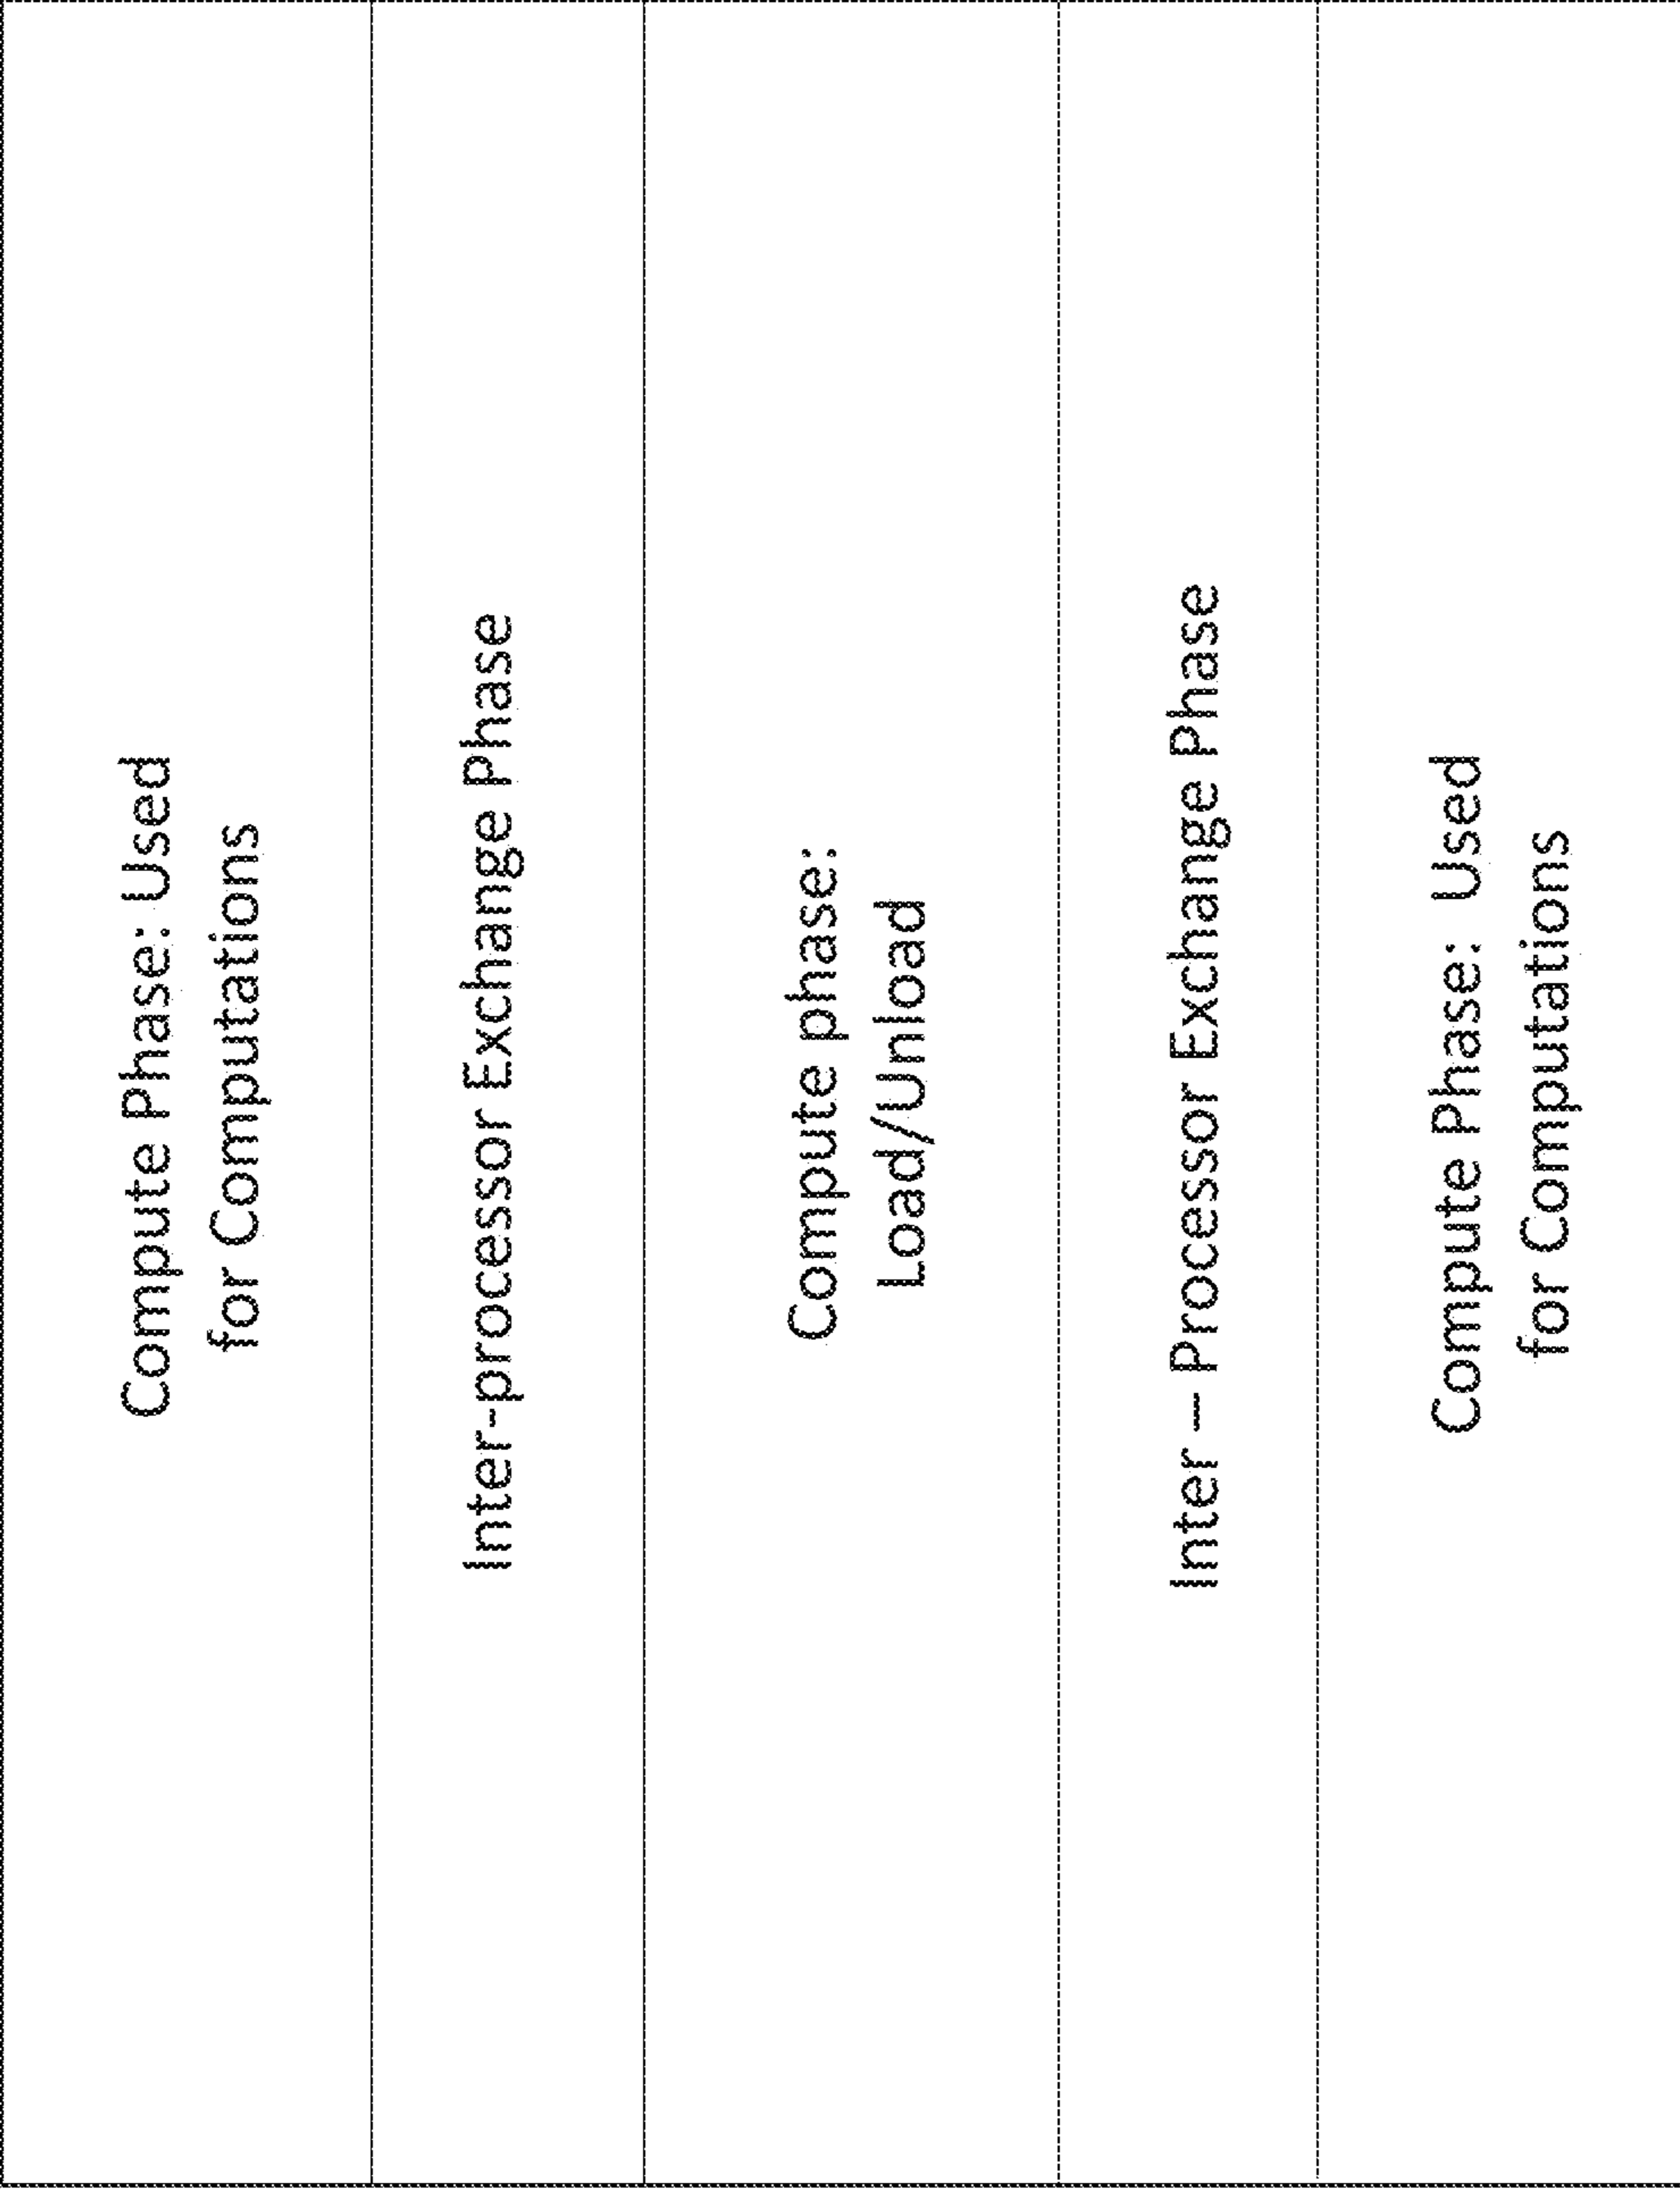 Compute Phase: Used
for Computations
Inter-processor Exchange Phase
Compute phase:
Load/Unload
Inter – Processor Exchange Phase
Compute Phase:  Used
for Computations